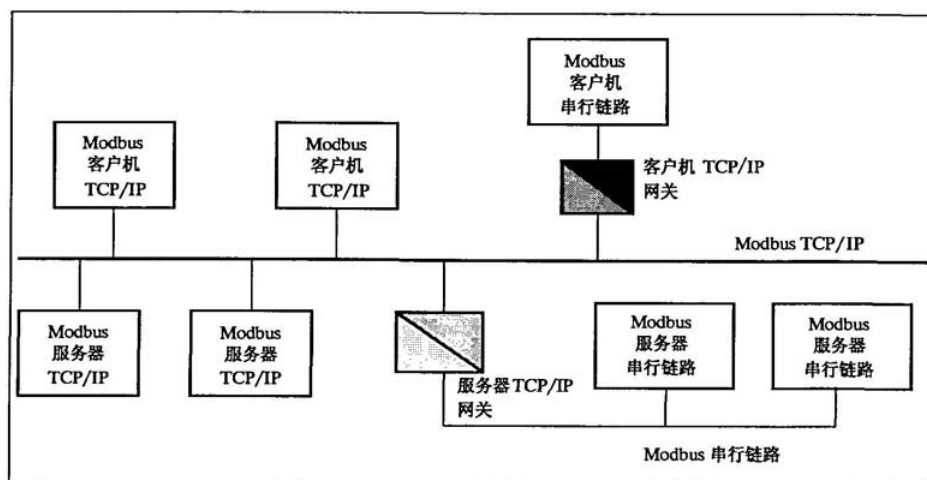 Modbus
客户机
串行链路
Modbus
客户机
TCP/IP
Modbus
客户机
TCP/IP
客户机 TCP/IP
网关
Modbus TCP/IP
Modbus
服务器
TCP/IP
Modbus
服务器
TCP/IP
服务器TCP/IP
网关
Modbus
服务器
串行链路
Modbus
服务器
串行链路
Modbus 串行链路